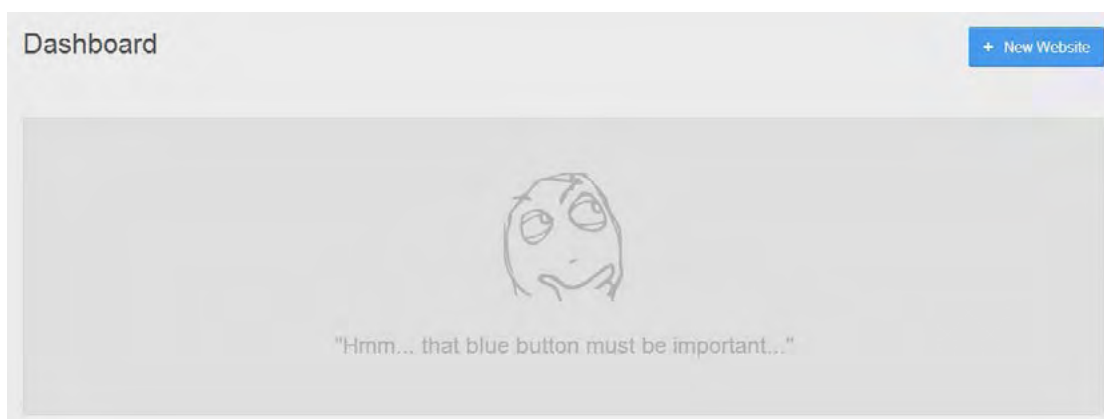 Dashboard
+ New Website
"Hmm... that blue button must be important..."